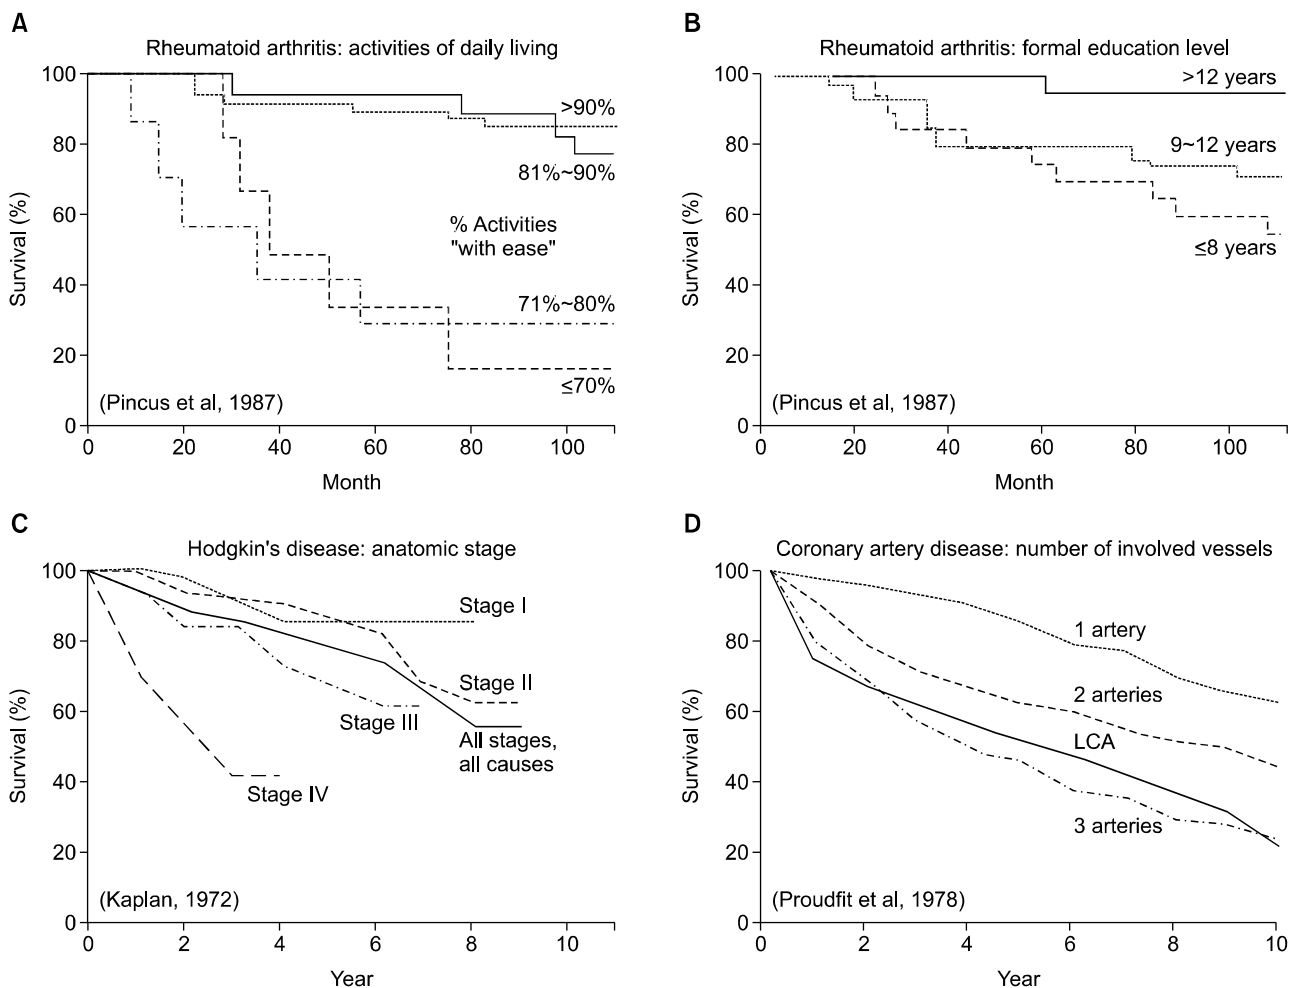 A
Rheumatoid arthritis: activities of daily living
100
80
60
40
20
0
Survival (%)
>90%
81%~90%
% Activities
"with ease"
71%~80%
≤70%
(Pincus et al, 1987)
0 20 40 60 80 100
Month
B
Rheumatoid arthritis: formal education level
100
80
60
40
20
0
Survival (%)
>12 years
9~12 years
≤8 years
(Pincus et al, 1987)
20 40 60 80 100
Month
C
Hodgkin's disease: anatomic stage
100
80
60
40
20
0
Survival (%)
Stage I
Stage II
Stage III
All stages,
all causes
Stage IV
(Kaplan, 1972)
0 2 4 6 8 10
Year
D
Coronary artery disease: number of involved vessels
100
80
60
40
20
0
Survival (%)
1 artery
2 arteries
LCA
3 arteries
(Proudfit et al, 1978)
0 2 4 6 8 10
Year